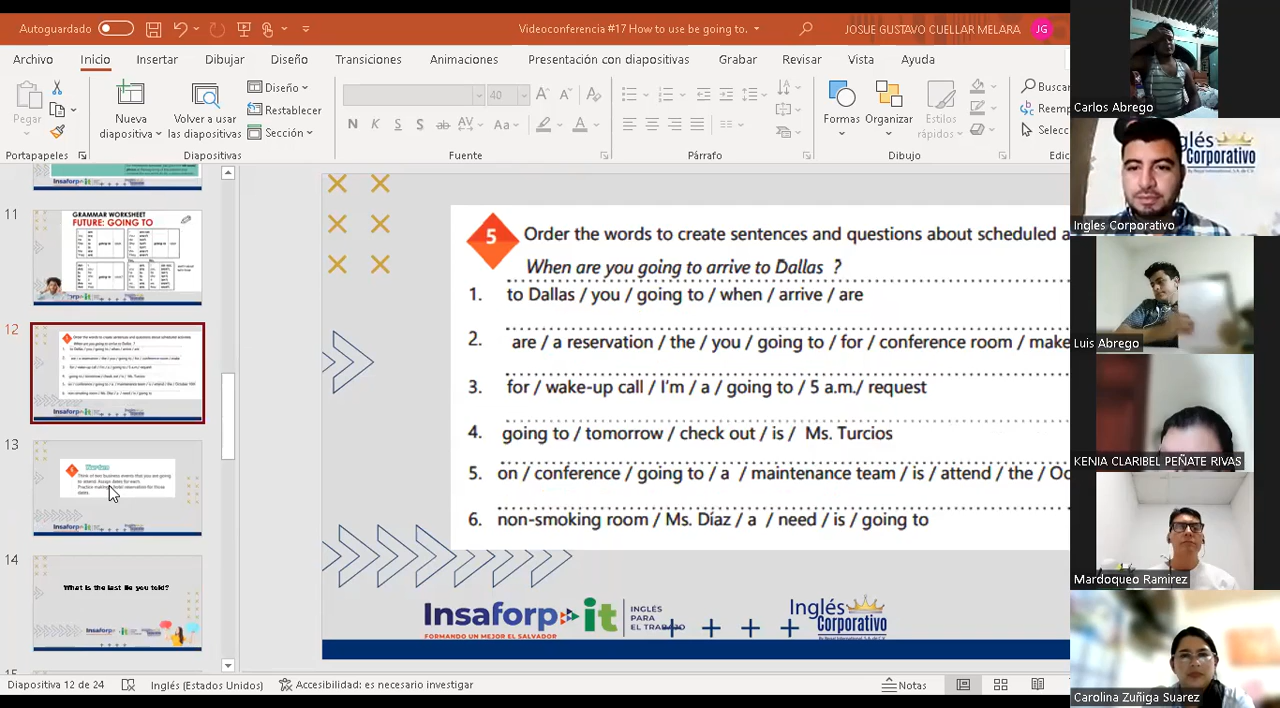 Autoguardado
Videoconferencia #17 How to use be going to.
JOSUE GUSTAVO CUELLAR MELARA
JG
Archivo Inicio Insertar Dibujar Diseño Transiciones Animaciones Presentación con diapositivas Grabar Revisar Vista Ayuda
Pegar
Nueva diapositiva
Volver a usar las diapositivas
Diseño
Restablecer
Sección
40
N K S S
Formas
Organizar
Estilos rápidos
Buscar
Reemp
Selecc
Portapapeles Diapositivas Fuente Párrafo Dibujo Edic
11
GRAMMAR WORKSHEET
FUTURE: GOING TO
12
13
14
What is the last lie you told?
15
5
Order the words to create sentences and questions about scheduled a
When are you going to arrive to Dallas ?
1. to Dallas / you / going to / when / arrive / are
2. are / a reservation / the / you / going to / for / conference room / make
3. for / wake-up call / I'm / a / going to / 5 a.m./ request
4. going to / tomorrow / check out / is / Ms. Turcios
5. on / conference / going to / a / maintenance team / is / attend / the / Oc
6. non-smoking room / Ms. Díaz / a / need / is / going to
Insaforp it
FORMANDO UN MEJOR EL SALVADOR
INGLÉS
PARA
EL TRABAJO
Inglés
Corporativo
Diapositiva 12 de 24
Inglés (Estados Unidos)
Accesibilidad: es necesario investigar
Notas
Carlos Abrego
glés
Corporativo
Ingles Corporativo
Luis Abrego
KENIA CLARIBEL PEÑATE RIVAS
Mardoqueo Ramirez
Carolina Zuñiga Suarez